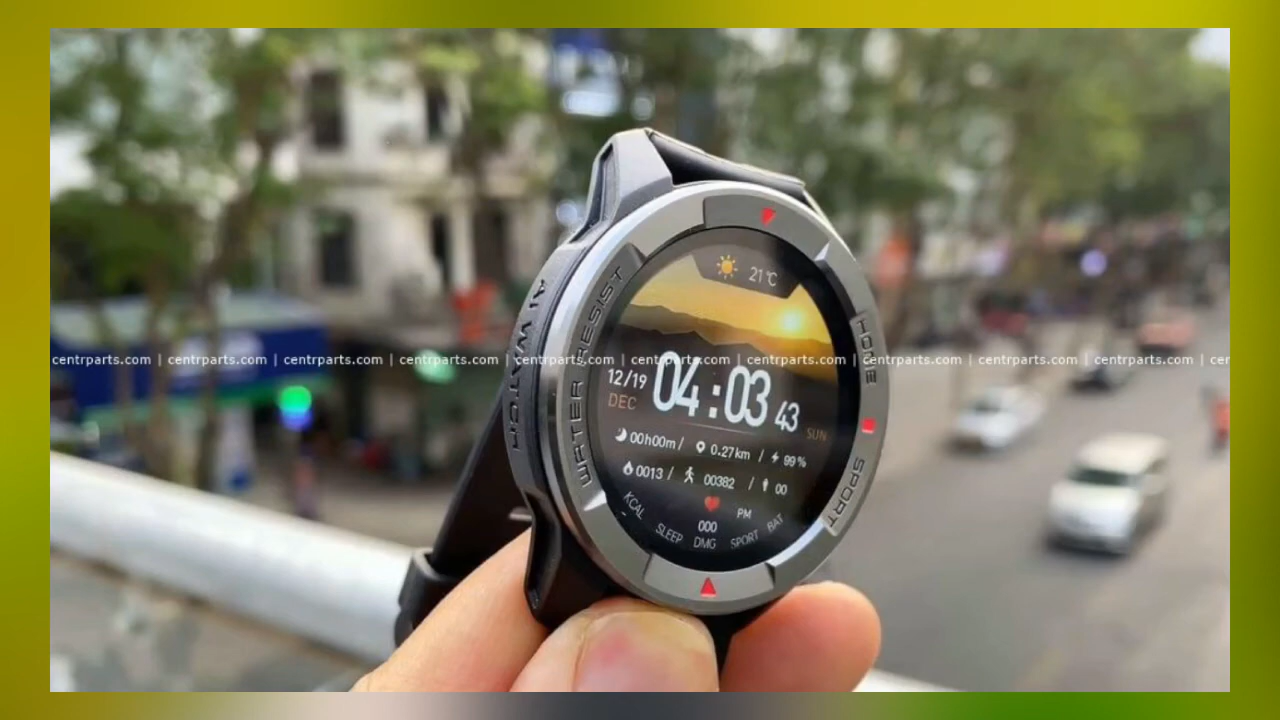 21°C
HOME
WATER RESIST
AI WATCH
centrparts.com | centrparts.com | centrparts.com | centrparts.com | centrparts.com | centrparts.com | centrparts.com | centrparts.com | centrparts.com | centrparts.com | cer
12/19 04:03 43
DEC SUN
00h00m / 0.27km / 99%
0013 / 00382 / 00
SPORT
000 PM
KCAL SLEEP DMG SPORT BAT